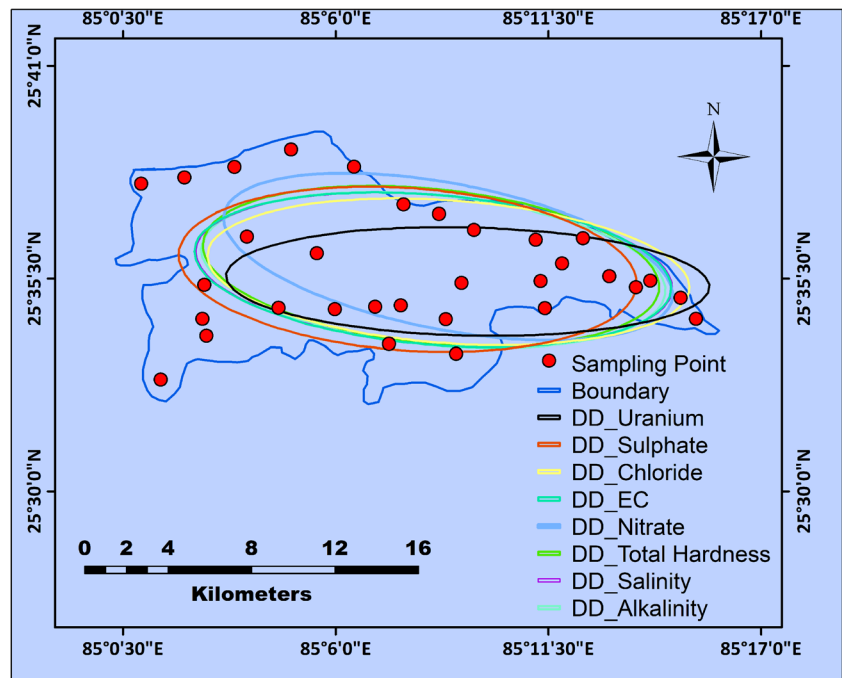 85°0'30"E 85°6'0"E 85°11'30"E 85°17'0"E
25°41'0"N 25°41'0"N
N
25°35'30"N 25°35'30"N
Sampling Point
Boundary
DD_Uranium
DD_Sulphate
DD_Chloride
DD_EC
25°30'0"N 25°30'0"N
DD_Nitrate
DD_Total Hardness
DD_Salinity
DD_Alkalinity
0 2 4 8 12 16
Kilometers
85°0'30"E 85°6'0"E 85°11'30"E 85°17'0"E